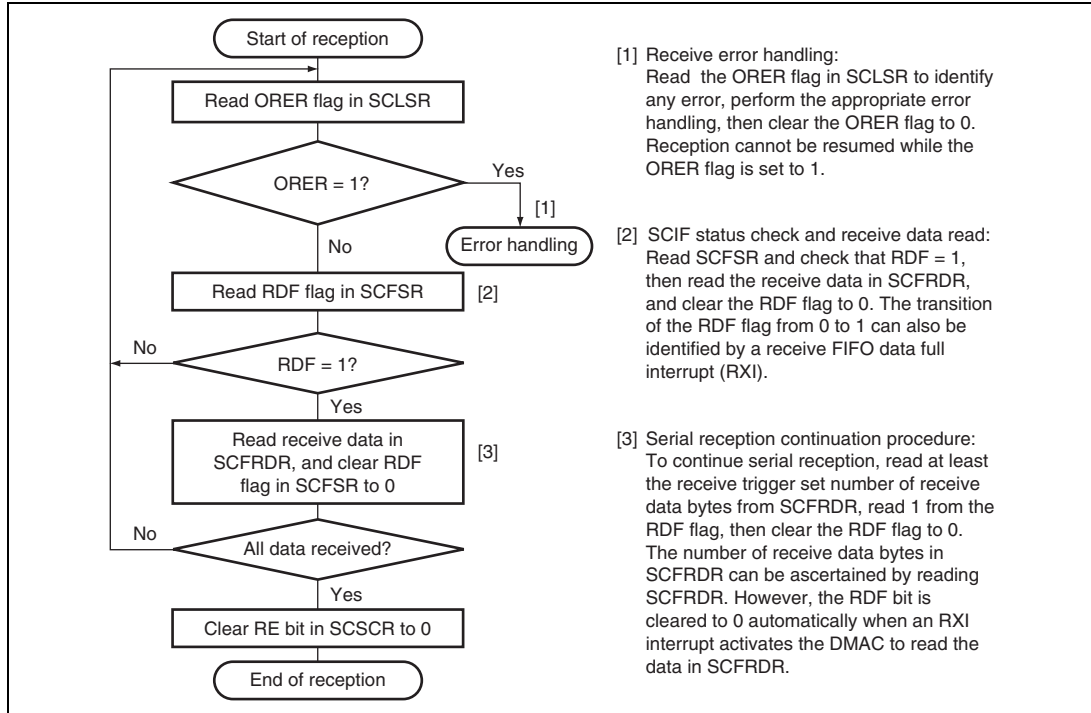 Start of reception
Read ORER flag in SCLSR
ORER = 1?
Yes
[1]
Error handling
No
Read RDF flag in SCFSR
[2]
No
RDF = 1?
Yes
Read receive data in
SCFRDR, and clear RDF
flag in SCFSR to 0
[3]
No
All data received?
Yes
Clear RE bit in SCSCR to 0
End of reception
[1] Receive error handling:
Read the ORER flag in SCLSR to identify
any error, perform the appropriate error
handling, then clear the ORER flag to 0.
Reception cannot be resumed while the
ORER flag is set to 1.
[2] SCIF status check and receive data read:
Read SCFSR and check that RDF = 1,
then read the receive data in SCFRDR,
and clear the RDF flag to 0. The transition
of the RDF flag from 0 to 1 can also be
identified by a receive FIFO data full
interrupt (RXI).
[3] Serial reception continuation procedure:
To continue serial reception, read at least
the receive trigger set number of receive
data bytes from SCFRDR, read 1 from the
RDF flag, then clear the RDF flag to 0.
The number of receive data bytes in
SCFRDR can be ascertained by reading
SCFRDR. However, the RDF bit is
cleared to 0 automatically when an RXI
interrupt activates the DMAC to read the
data in SCFRDR.